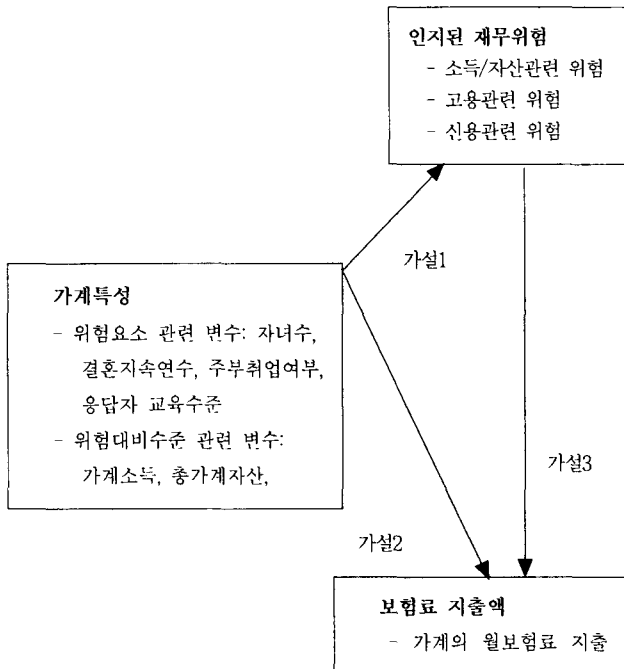 인지된 재무위험
- 소득/자산관련 위험
- 고용관련 위험
- 신용관련 위험
가설1
가계특성
- 위험요소 관련 변수: 자녀수,
결혼지속연수, 주부취업여부,
응답자 교육수준
- 위험대비수준 관련 변수:
가계소득, 총가계자산,
가설3
가설2
보험료 지출액
- 가계의 월보험료 지출